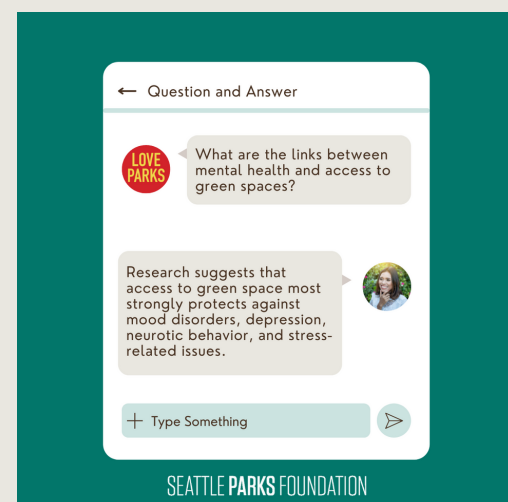 ← Question and Answer
LOVE
PARKS
What are the links between
mental health and access to
green spaces?
Research suggests that
access to green space most
strongly protects against
mood disorders, depression,
neurotic behavior, and stress-
related issues.
+ Type Something
SEATTLE PARKS FOUNDATION